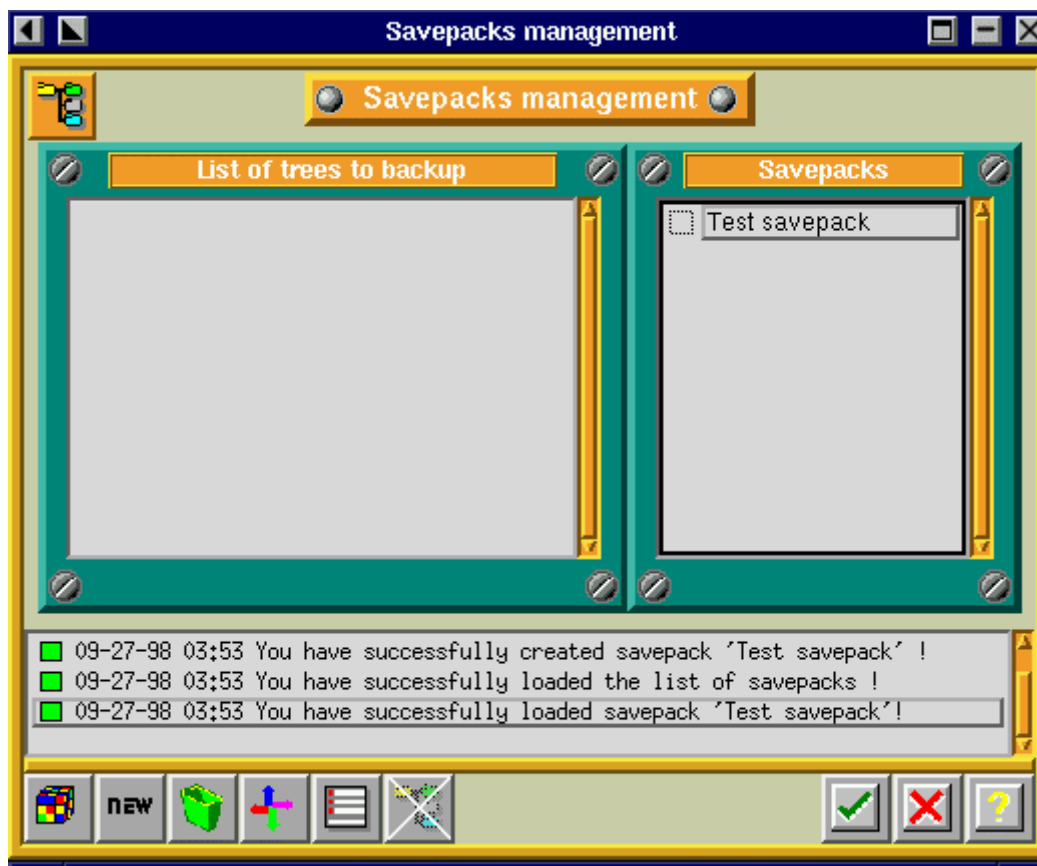 Savepacks management
Savepacks management
List of trees to backup
Savepacks
Test savepack
09-27-98 03:53 You have successfully created savepack 'Test savepack' !
09-27-98 03:53 You have successfully loaded the list of savepacks !
09-27-98 03:53 You have successfully loaded savepack 'Test savepack'!
NEW
?